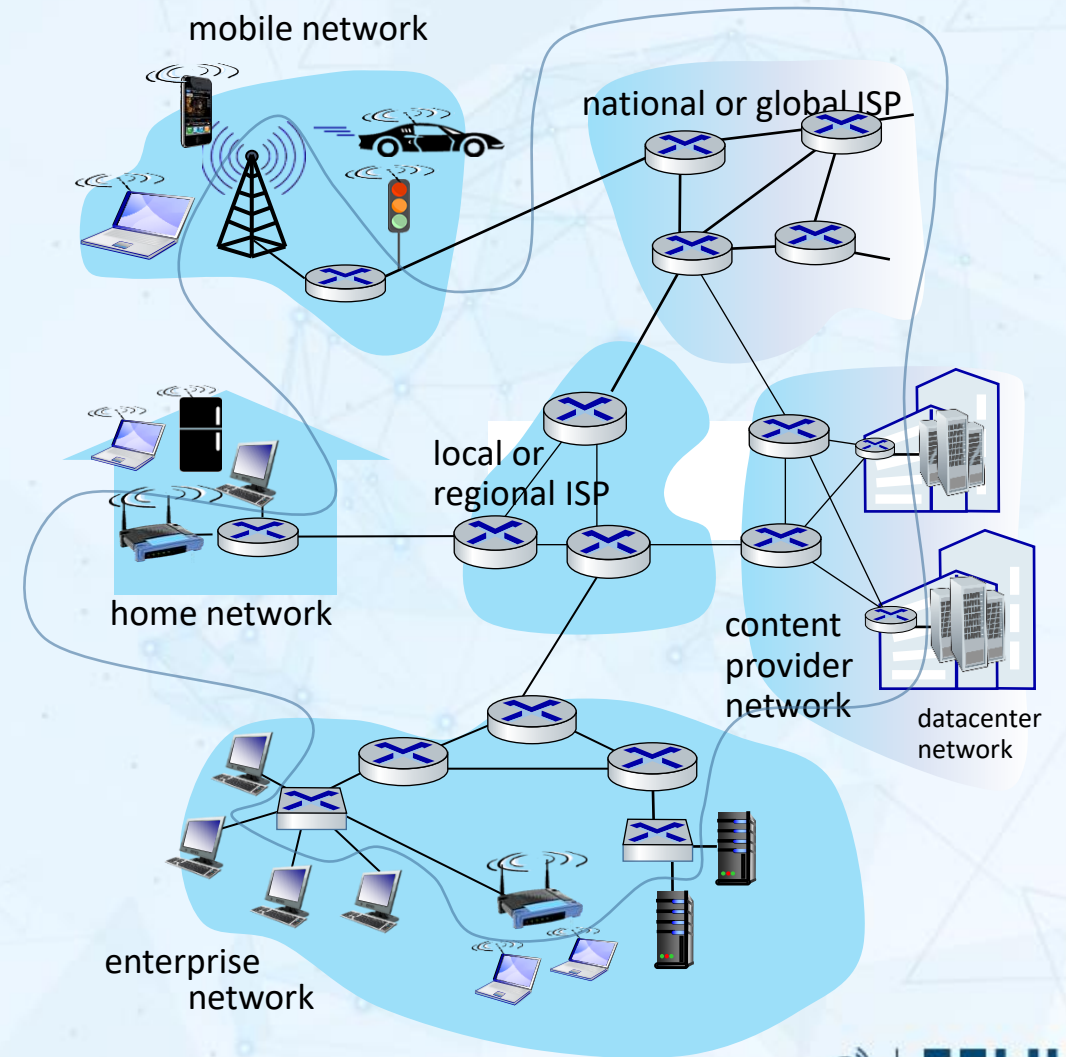 mobile network
national or global ISP
local or
regional ISP
home network
content
provider
network
datacenter
network
enterprise
network